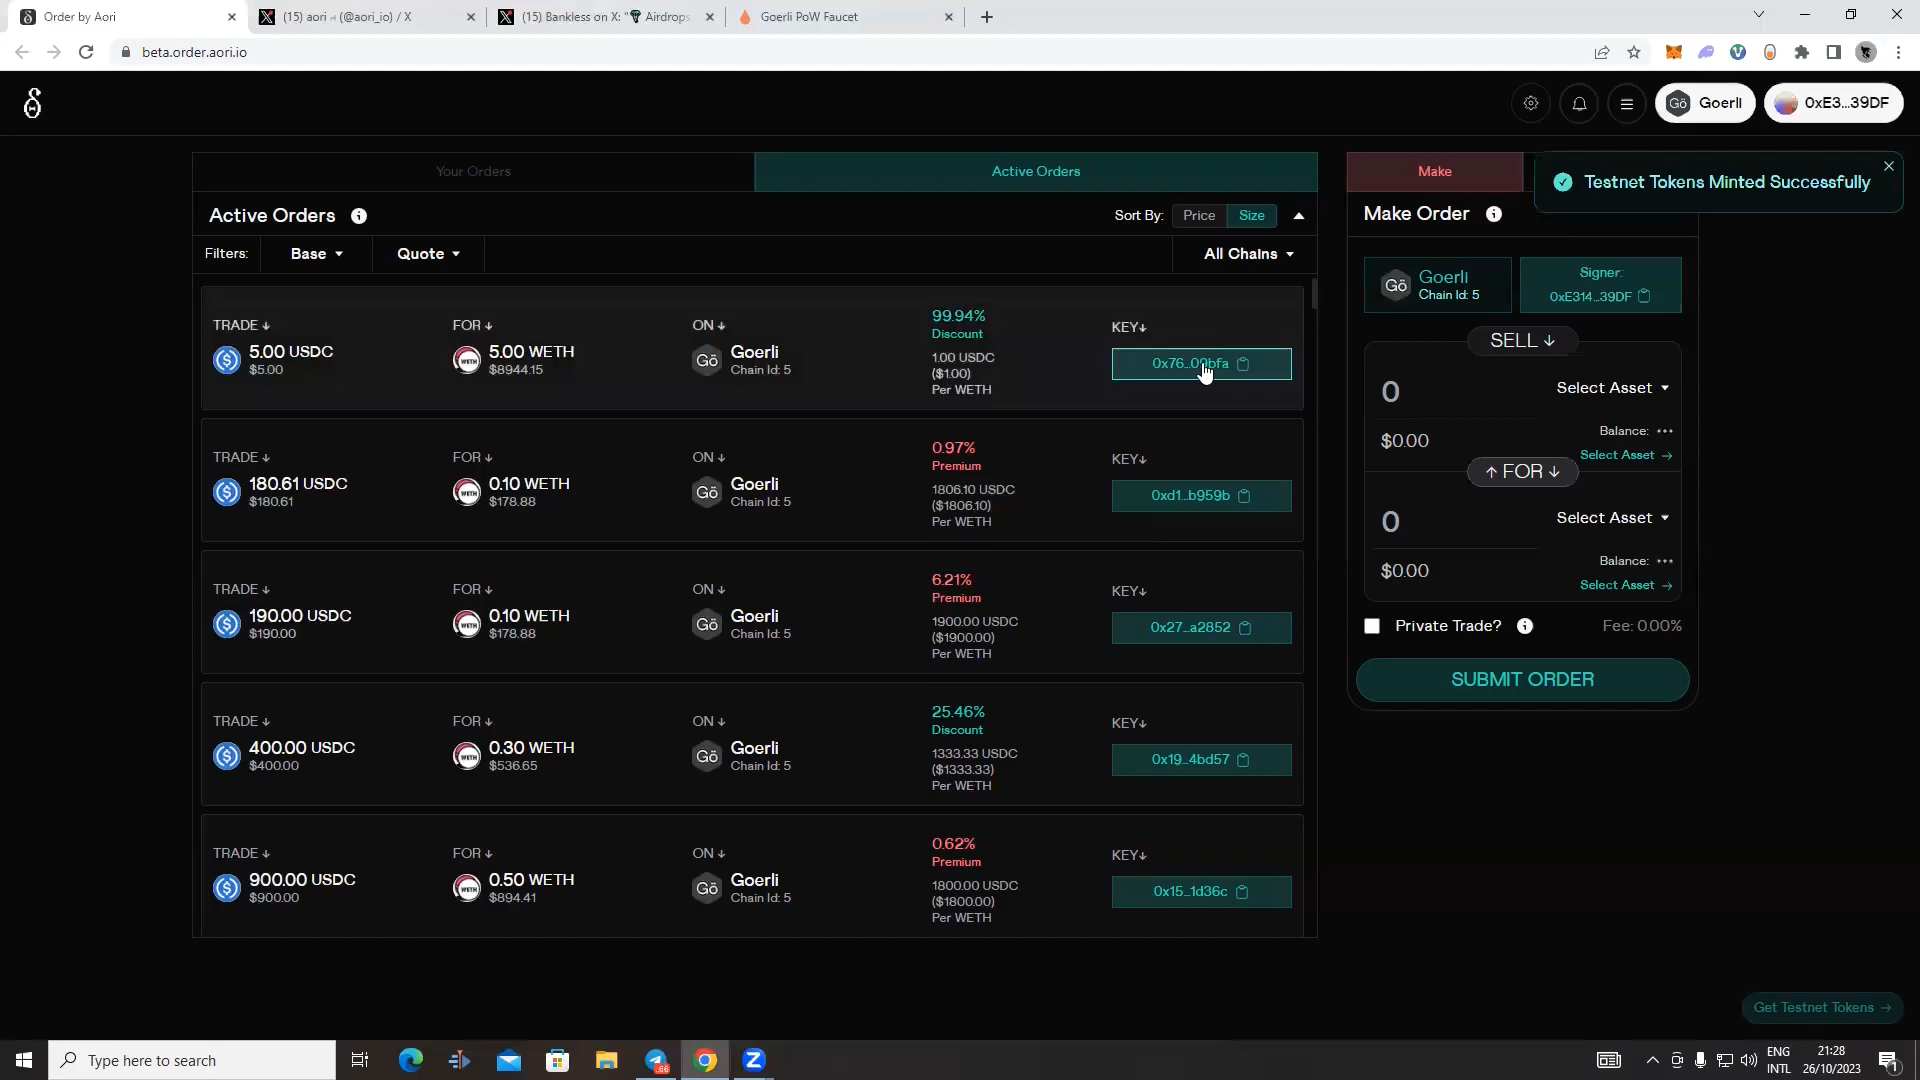 Order by Aori
(15) aori (@aori_io) / X
(15) Bankless on X: "🪂 Airdrops
Goerli PoW Faucet
beta.order.aori.io
Gö Goerli
0xE3...39DF
Your Orders
Active Orders
Make
Testnet Tokens Minted Successfully
Active Orders
Sort By: Price Size
Make Order
Filters: Base Quote All Chains
Gö Goerli
Chain Id: 5
Signer:
0xE314...39DF
TRADE ↓ FOR ↓ ON ↓ KEY↓
5.00 USDC
$5.00
5.00 WETH
$8944.15
Gö Goerli
Chain Id: 5
99.94%
Discount
1.00 USDC
($1.00)
Per WETH
0x76...09bfa
TRADE ↓ FOR ↓ ON ↓ KEY↓
180.61 USDC
$180.61
0.10 WETH
$178.88
Gö Goerli
Chain Id: 5
0.97%
Premium
1806.10 USDC
($1806.10)
Per WETH
0xd1...b959b
TRADE ↓ FOR ↓ ON ↓ KEY↓
190.00 USDC
$190.00
0.10 WETH
$178.88
Gö Goerli
Chain Id: 5
6.21%
Premium
1900.00 USDC
($1900.00)
Per WETH
0x27...a2852
TRADE ↓ FOR ↓ ON ↓ KEY↓
400.00 USDC
$400.00
0.30 WETH
$536.65
Gö Goerli
Chain Id: 5
25.46%
Discount
1333.33 USDC
($1333.33)
Per WETH
0x19...4bd57
TRADE ↓ FOR ↓ ON ↓ KEY↓
900.00 USDC
$900.00
0.50 WETH
$894.41
Gö Goerli
Chain Id: 5
0.62%
Premium
1800.00 USDC
($1800.00)
Per WETH
0x15...1d36c
SELL ↓
0 Select Asset
Balance: •••
$0.00
Select Asset →
↑ FOR ↓
0 Select Asset
Balance: •••
$0.00
Select Asset →
Private Trade? Fee: 0.00%
SUBMIT ORDER
Get Testnet Tokens →
Type here to search
66
Z
ENG
INTL
21:28
26/10/2023
1